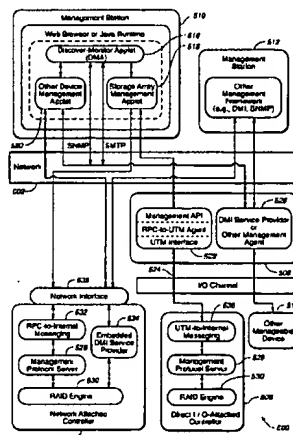 Management Station
510
Web Browser or Java Runtime
Discover-Monitor Applet
(DMA)
516
518
Other Device
Management
Applet
Storage Array
Management
Applet
SNMP
SMTP
512
Management
Station
Other
Management
Framework
(e.g., DMI, SNMP)
Network
Management API
RPC-to-UTM Agent
UTM Interface
DMI Service Provider
or Other
Management
Agent
524
I/O Channel
Network Interface
RPC-to-Internal
Messaging
532
534
Management
Protocol Server
Embedded
DMI Service
Provider
RAID Engine
530
Network Attached
Controller
UTM-to-Internal
Messaging
Management
Protocol Server
RAID Engine
530
Direct I/O-Attached
Controller
Other
Managed
Device